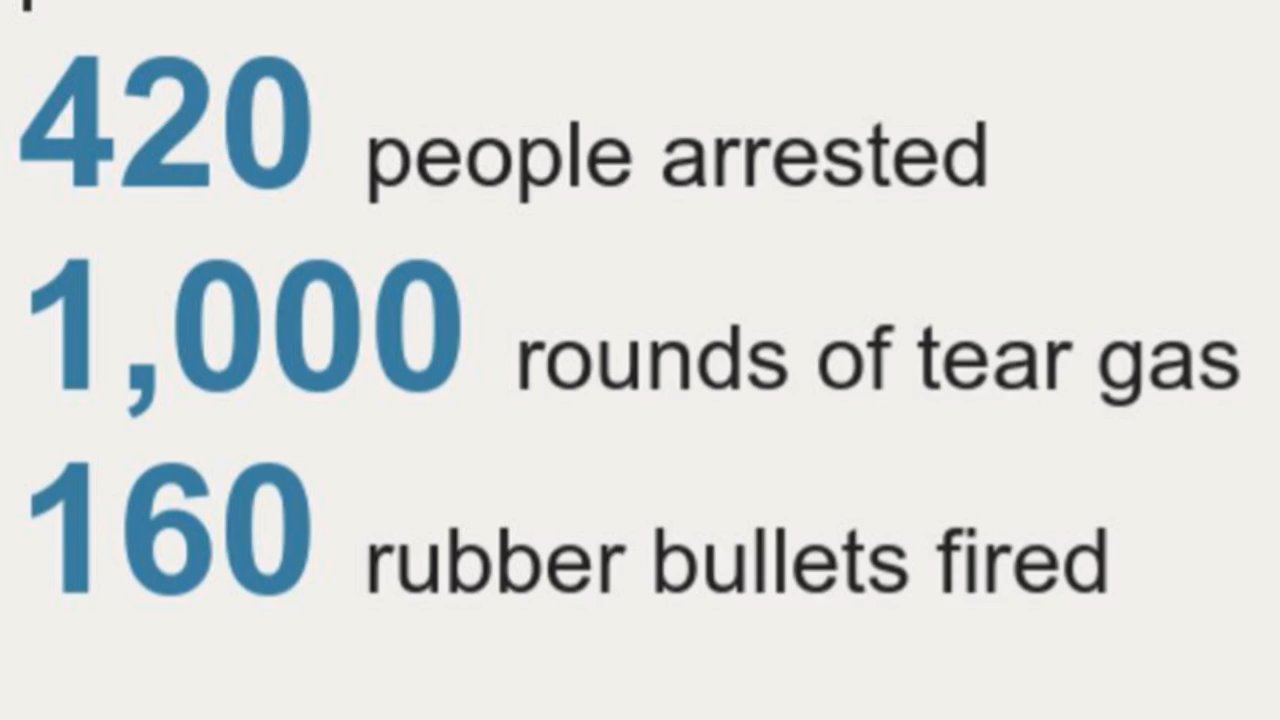 420 people arrested
1,000 rounds of tear gas
160 rubber bullets fired